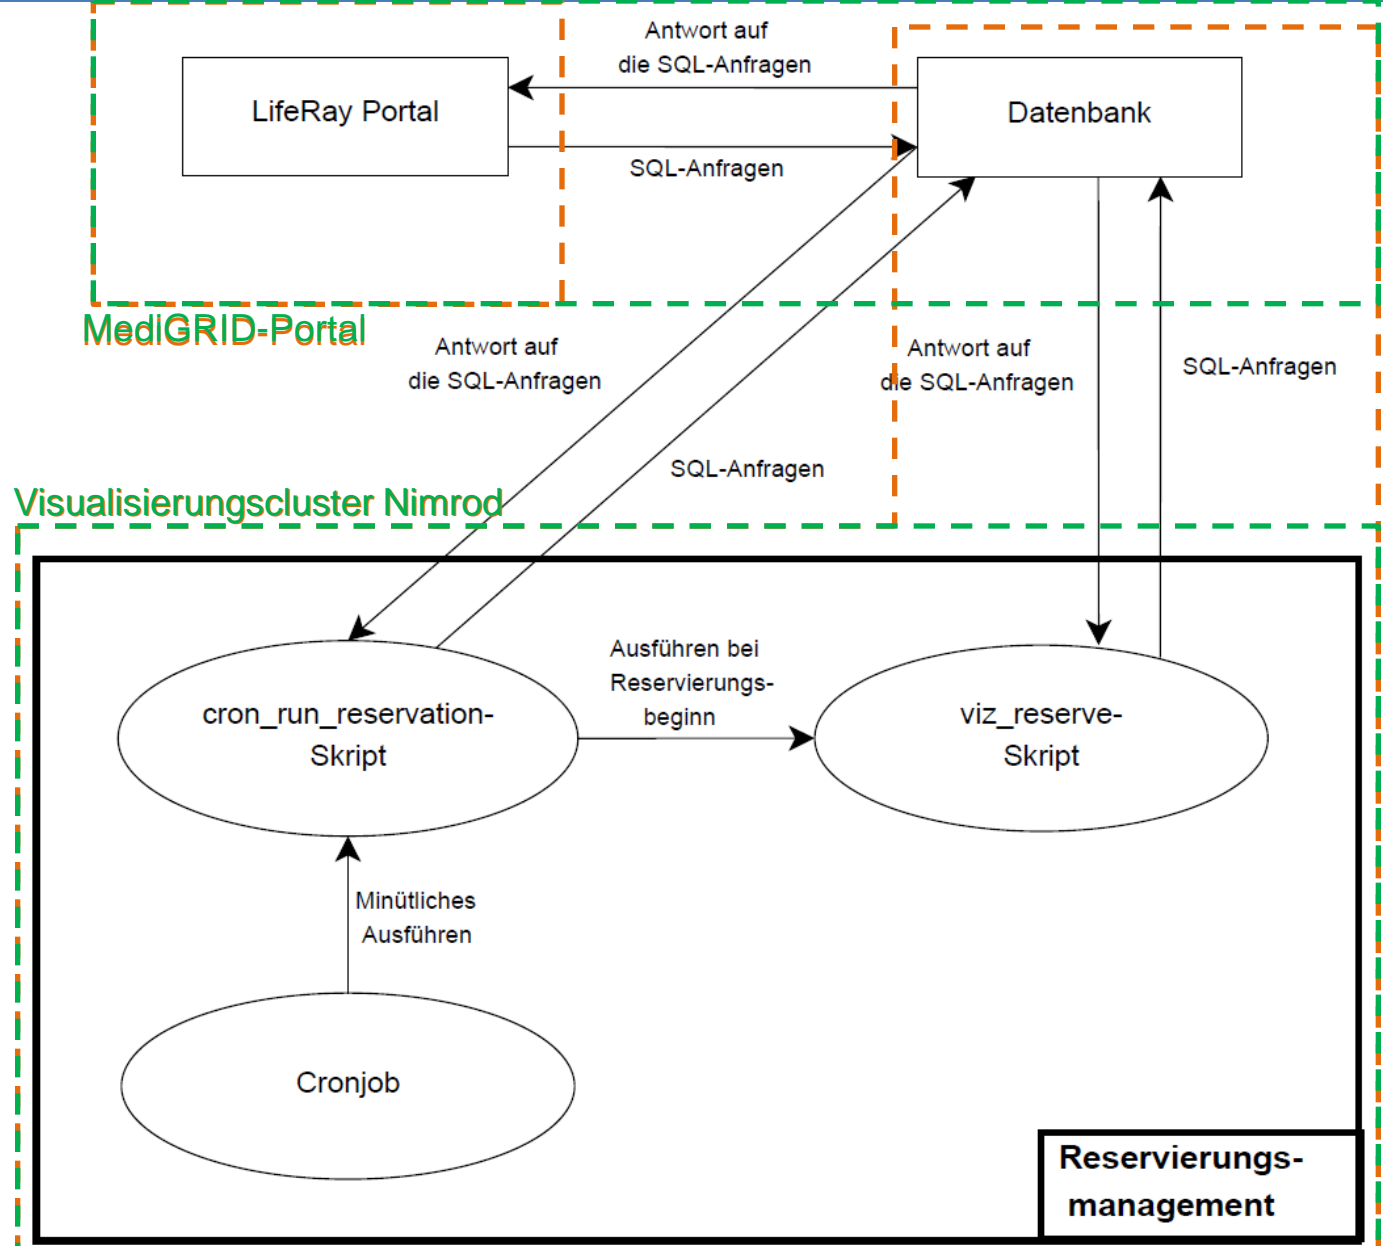 Antwort auf
die SQL-Anfragen
LifeRay Portal
Datenbank
SQL-Anfragen
MediGRID-Portal
Antwort auf
die SQL-Anfragen
Antwort auf
die SQL-Anfragen
SQL-Anfragen
SQL-Anfragen
Visualisierungscluster Nimrod
Ausführen bei
Reservierungs-
beginn
cron_run_reservation-
Skript
viz_reserve-
Skript
Minütliches
Ausführen
Cronjob
Reservierungs-
management